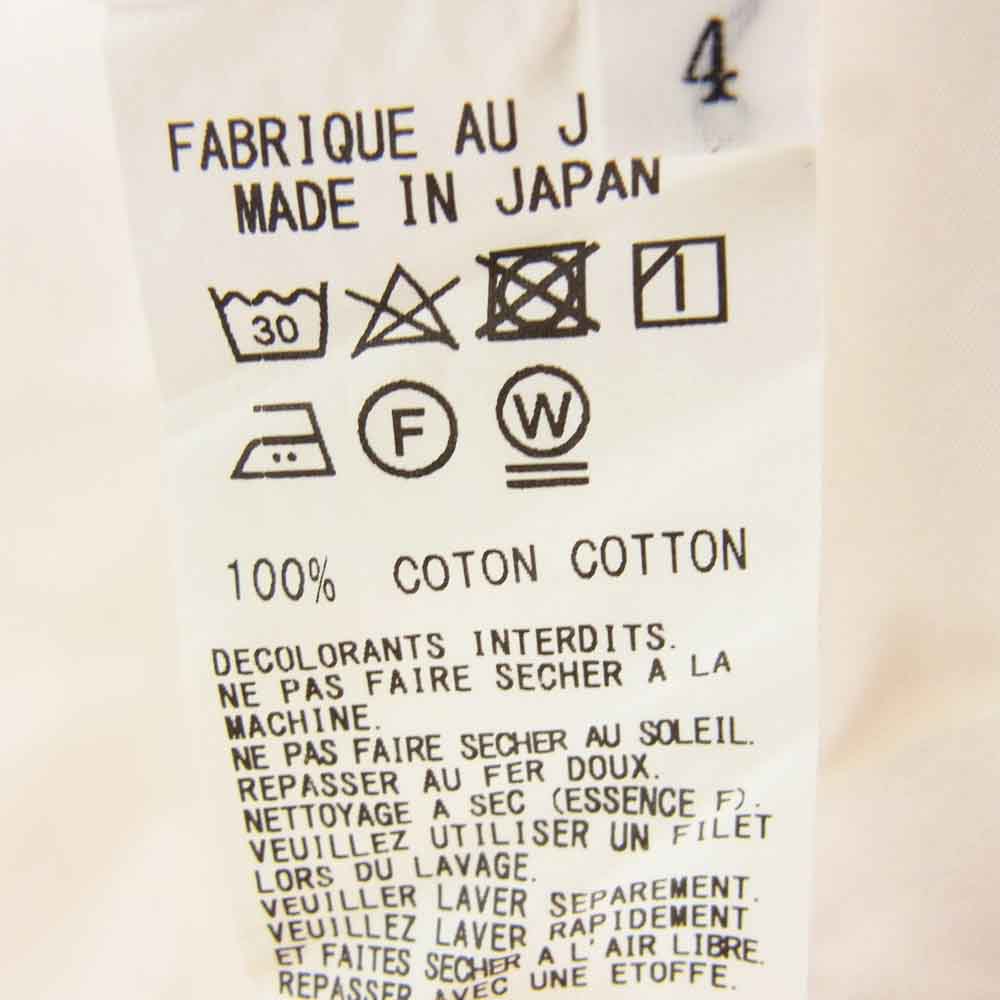 4
FABRIQUE AU J
MADE IN JAPAN
30
F
W
100% COTON COTTON
DECOLORANTS INTERDITS.
NE PAS FAIRE SECHER A LA
MACHINE.
NE PAS FAIRE SECHER AU SOLEIL.
REPASSER AU FER DOUX.
NETTOYAGE A SEC (ESSENCE F).
VEUILLEZ UTILISER UN FILET
LORS DU LAVAGE.
VEUILLER LAVER SEPAREMENT.
VEUILLEZ LAVER RAPIDEMENT
ET FAITES SECHER A L'AIR LIBRE.
REPASSER AVEC UNE ETOFFE.